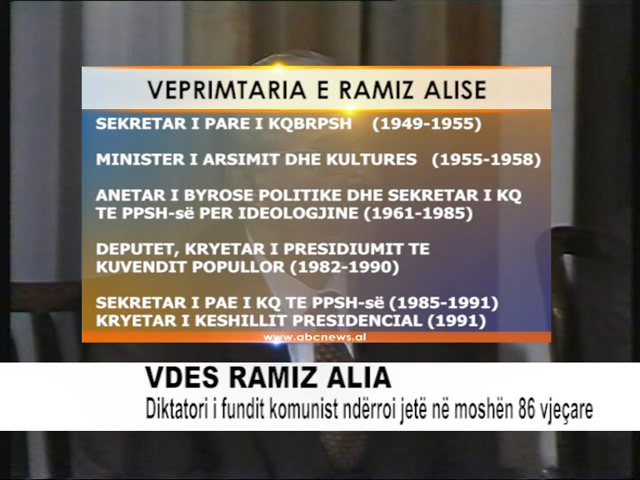 VEPRIMTARIA E RAMIZ ALISE
SEKRETAR I PARE I KQBRPSH (1949-1955)
MINISTER I ARSIMIT DHE KULTURES (1955-1958)
ANETAR I BYROSE POLITIKE DHE SEKRETAR I KQ
TE PPSH-së PER IDEOLOGJINE (1961-1985)
DEPUTET, KRYETAR I PRESIDIUMIT TE
KUVENDIT POPULLOR (1982-1990)
SEKRETAR I PAE I KQ TE PPSH-së (1985-1991)
KRYETAR I KESHILLIT PRESIDENCIAL (1991)
www.abcnews.al
VDES RAMIZ ALIA
Diktatori i fundit komunist ndërroi jetë në moshën 86 vjeçare